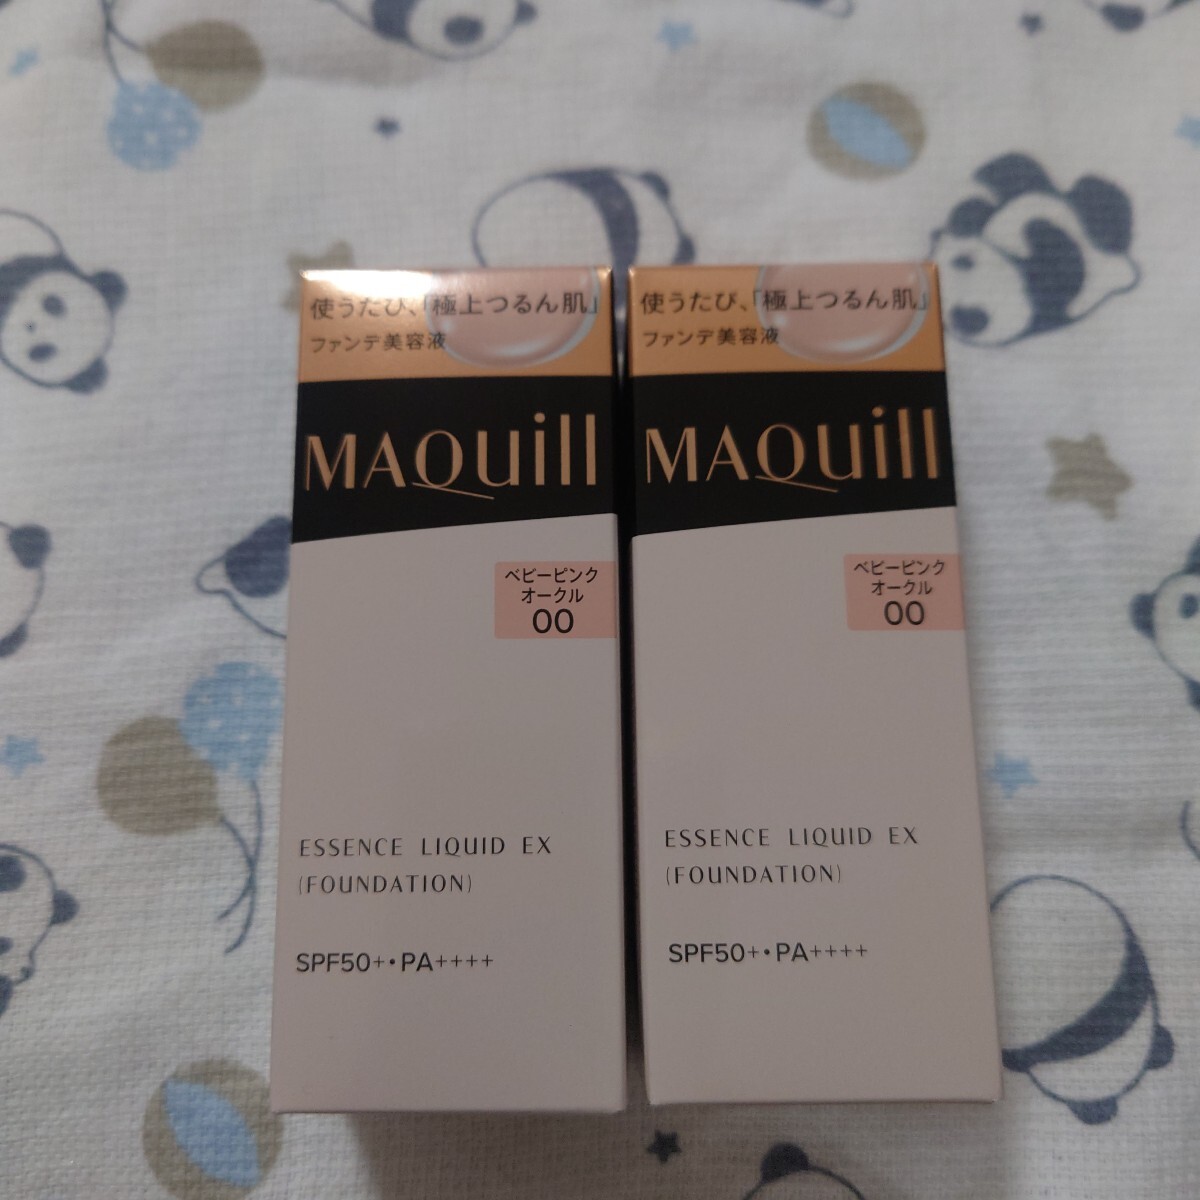 使うたび、「極上つるん肌」
ファンデ美容液
MAQuill
ベビーピンク
オークル
00
ESSENCE LIQUID EX
(FOUNDATION)
SPF50+・PA++++
使うたび、「極上つるん肌」
ファンデ美容液
MAQuill
ベビーピンク
オークル
00
ESSENCE LIQUID EX
(FOUNDATION)
SPF50+・PA++++